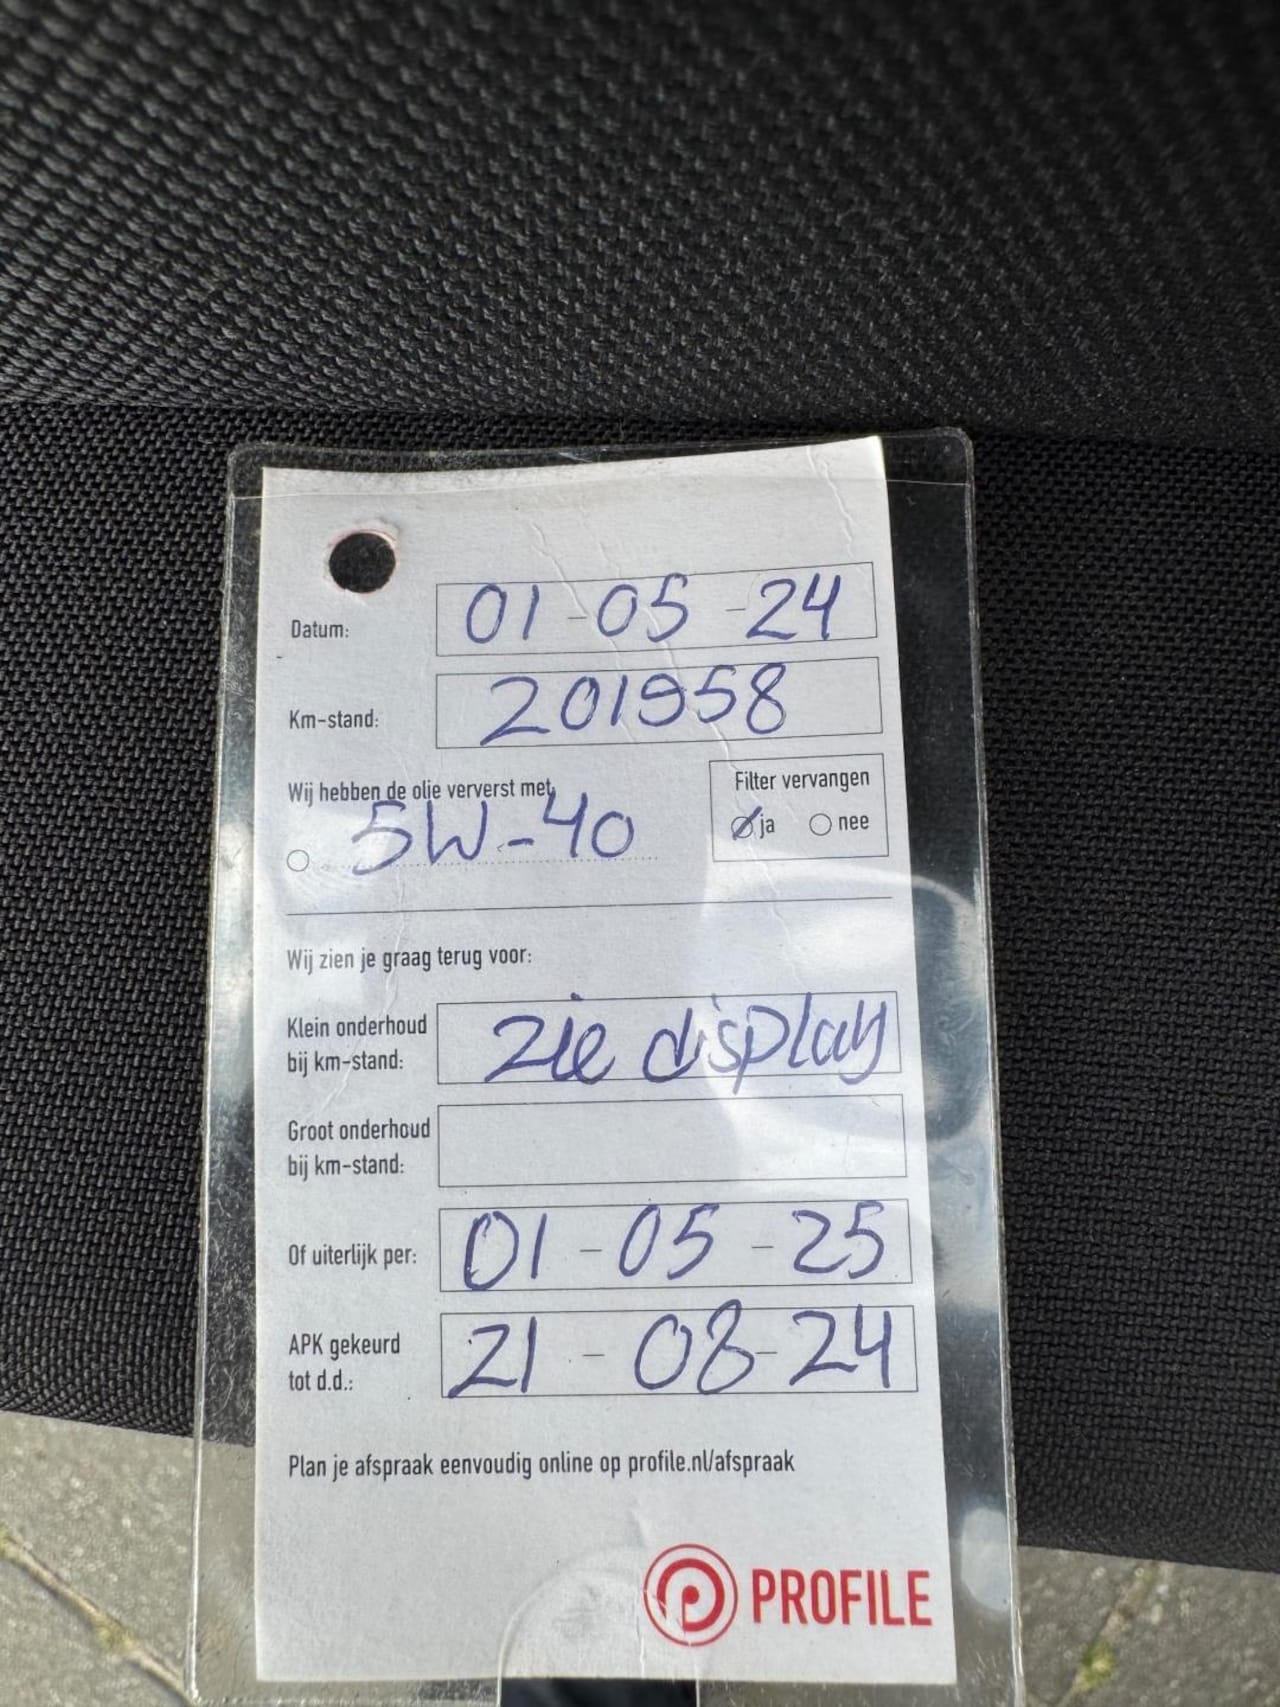 Datum: 01-05-24
Km-stand: 201958
Wij hebben de olie ververst met
5W-40
Filter vervangen
ja nee
Wij zien je graag terug voor:
Klein onderhoud
bij km-stand: zie display
Groot onderhoud
bij km-stand:
Of uiterlijk per: 01-05-25
APK gekeurd
tot d.d.: 21-08-24
Plan je afspraak eenvoudig online op profile.nl/afspraak
PROFILE